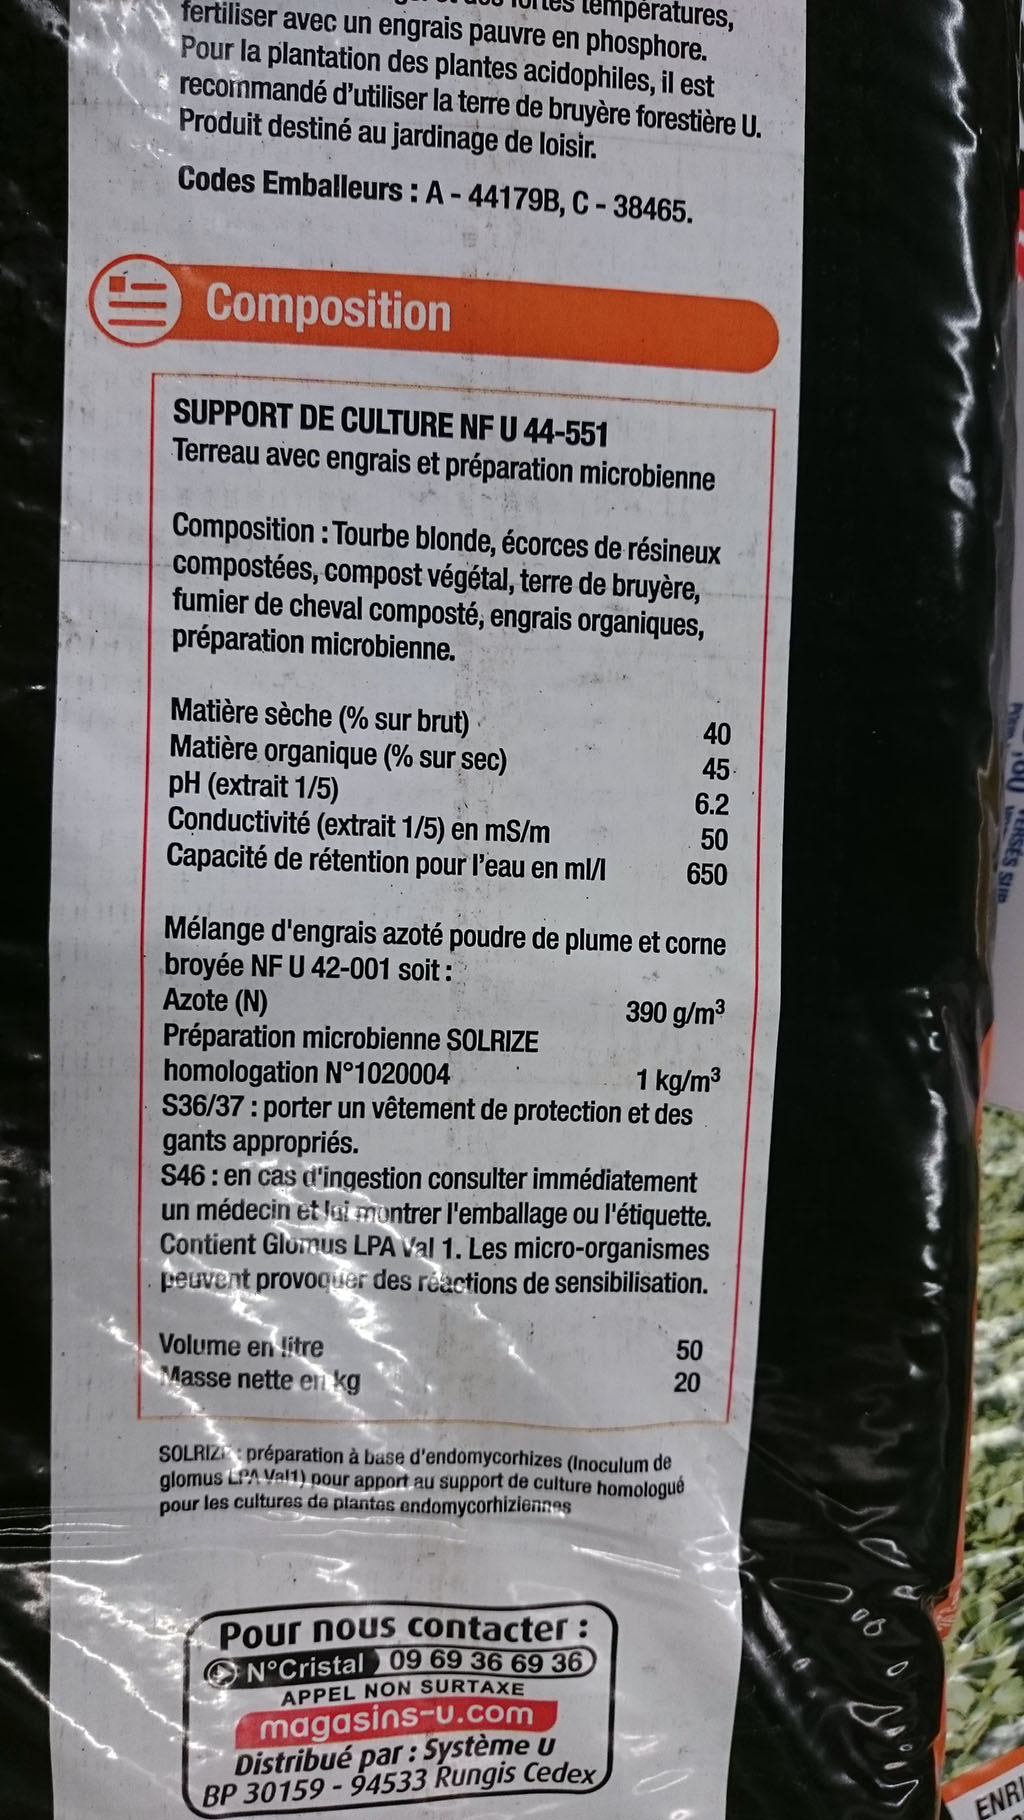 températures,
fertiliser avec un engrais pauvre en phosphore.
Pour la plantation des plantes acidophiles, il est
recommandé d'utiliser la terre de bruyère forestière U.
Produit destiné au jardinage de loisir.
Codes Emballeurs : A - 44179B, C - 38465.
Composition
SUPPORT DE CULTURE NF U 44-551
Terreau avec engrais et préparation microbienne
Composition : Tourbe blonde, écorces de résineux
compostées, compost végétal, terre de bruyère,
fumier de cheval composté, engrais organiques,
préparation microbienne.
Matière sèche (% sur brut) 40
Matière organique (% sur sec) 45
pH (extrait 1/5) 6.2
Conductivité (extrait 1/5) en mS/m 50
Capacité de rétention pour l'eau en ml/l 650
Mélange d'engrais azoté poudre de plume et corne
broyée NF U 42-001 soit :
Azote (N) 390 g/m³
Préparation microbienne SOLRIZE
homologation N°1020004 1 kg/m³
S36/37 : porter un vêtement de protection et des
gants appropriés.
S46 : en cas d'ingestion consulter immédiatement
un médecin et lui montrer l'emballage ou l'étiquette.
Contient Glomus LPA Val 1. Les micro-organismes
peuvent provoquer des réactions de sensibilisation.
Volume en litre 50
Masse nette en kg 20
SOLRIZE : préparation à base d'endomycorhizes (Inoculum de
glomus LPA Val1) pour apport au support de culture homologué
pour les cultures de plantes endomycorhiziennes
Pour nous contacter :
N°Cristal 09 69 36 69 36
APPEL NON SURTAXE
magasins-u.com
Distribué par : Système U
BP 30159 - 94533 Rungis Cedex